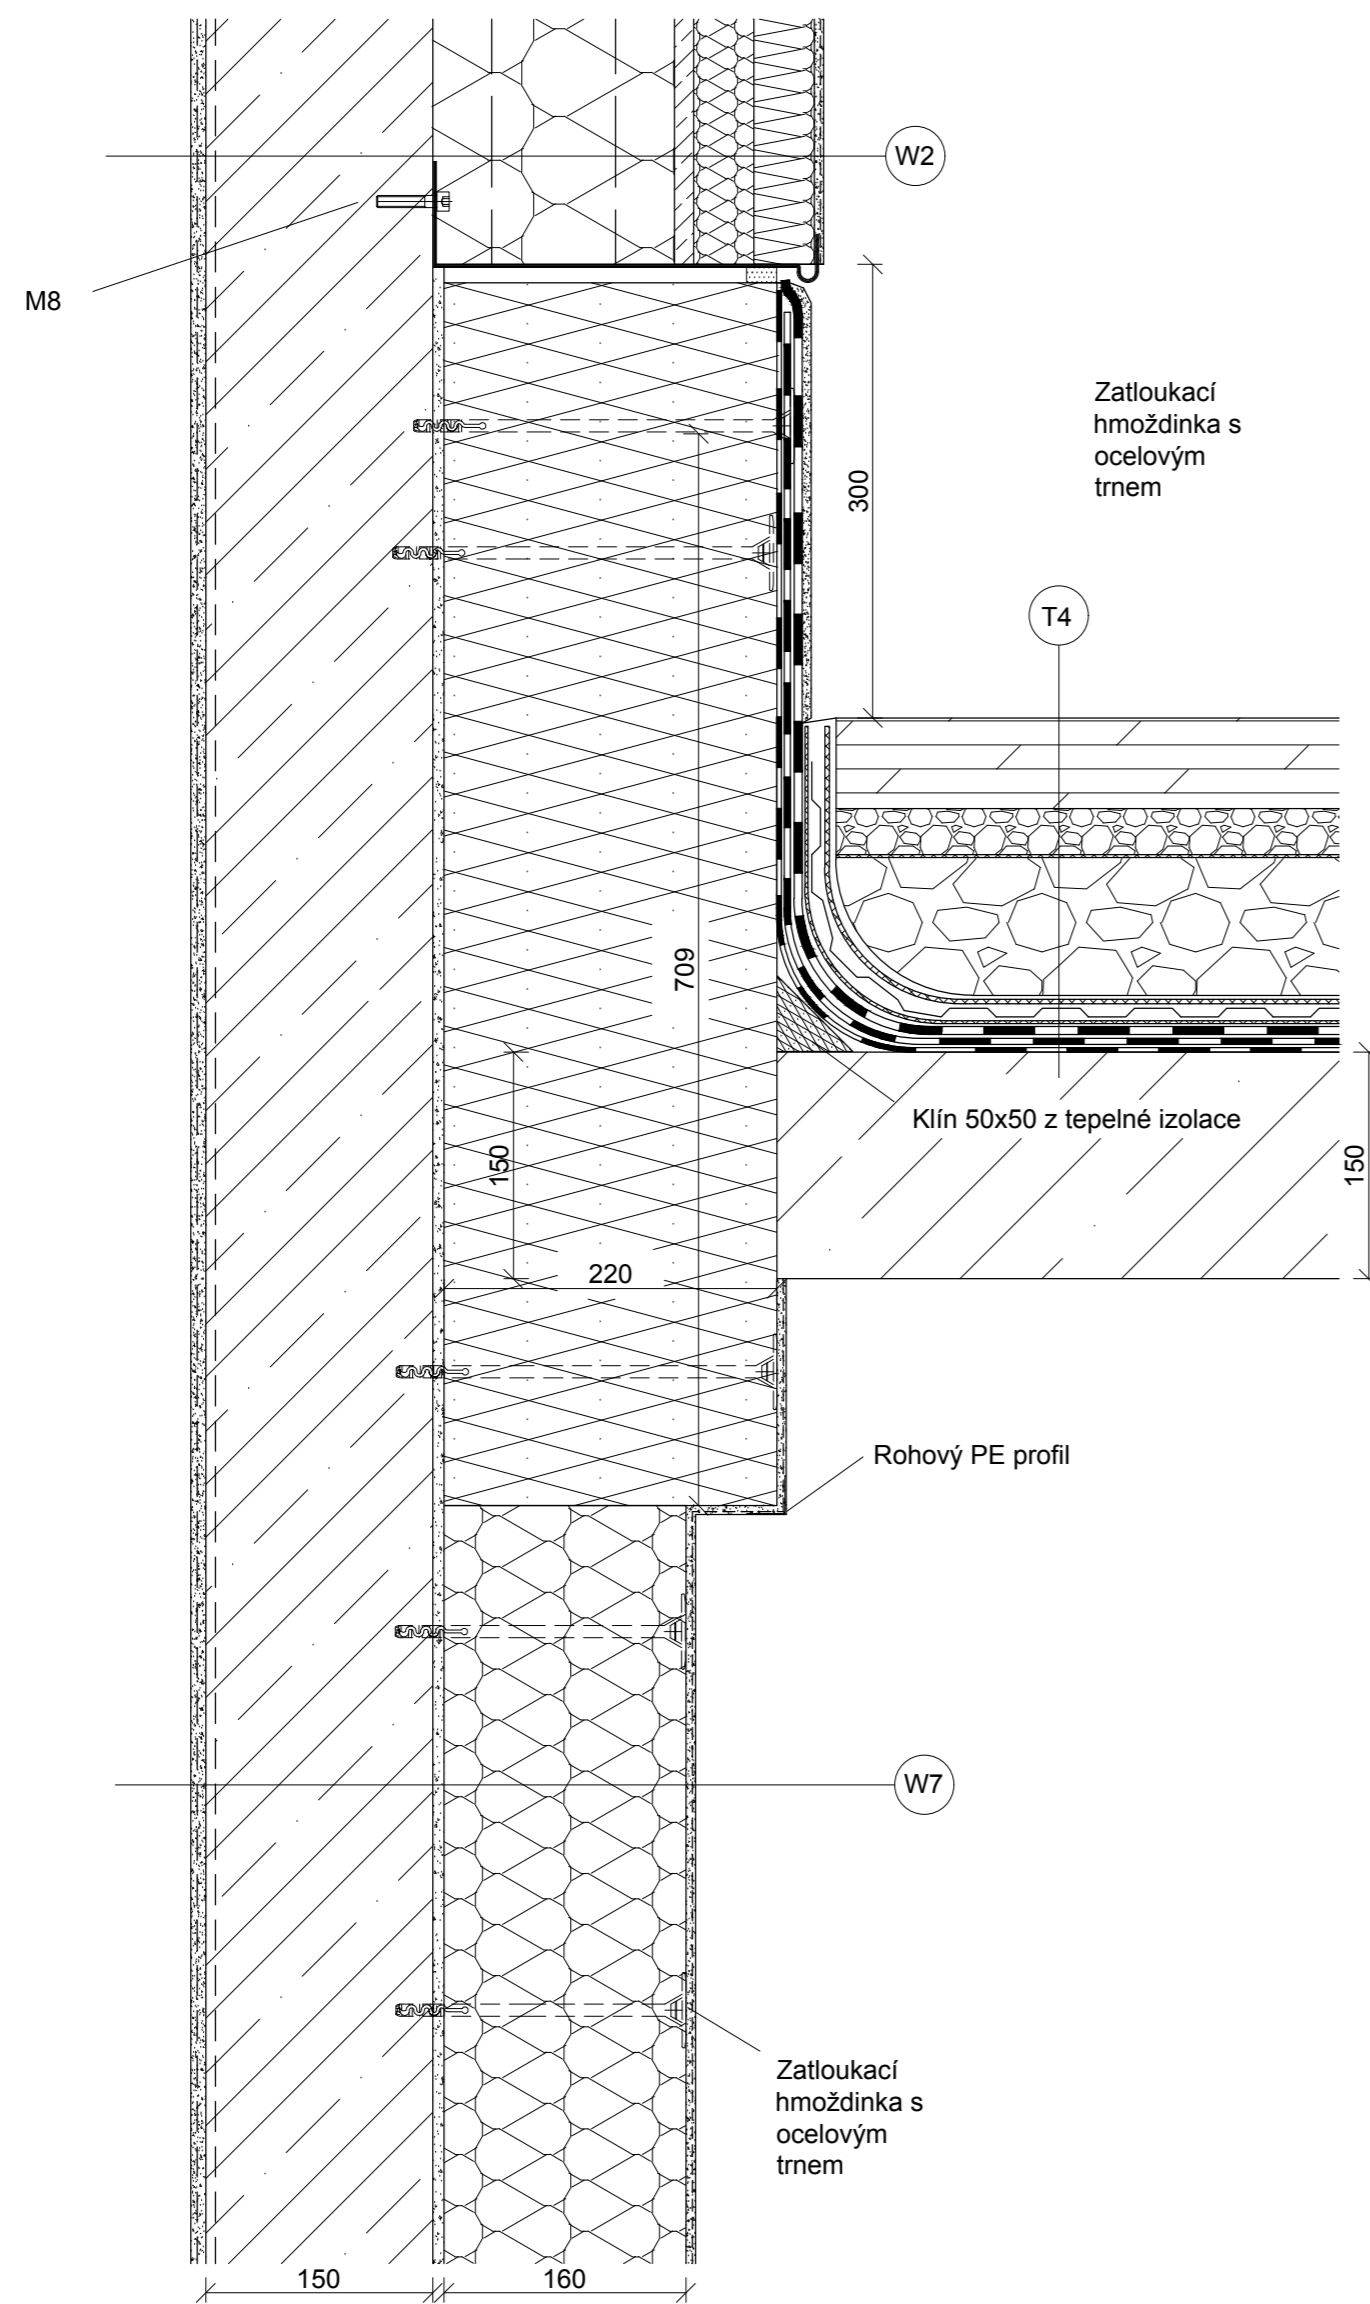 W2
M8
Zatloukací
hmoždinka s
ocelovým
trnem
300
T4
709
Klín 50x50 z tepelné izolace
150
150
220
Rohový PE profil
W7
Zatloukací
hmoždinka s
ocelovým
trnem
150
160